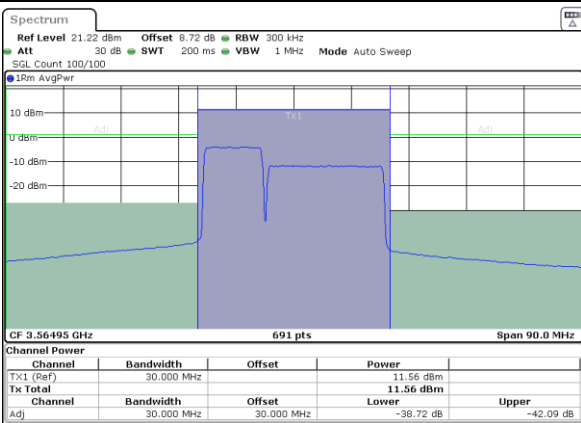 Spectrum
Ref Level 21.22 dBm Offset 8.72 dB RBW 300 kHz
Att 30 dB SWT 200 ms VBW 1 MHz Mode Auto Sweep
SGL Count 100/100
1Rm AvgPwr
10 dBm
TX1
Adj Adj
0 dBm
-10 dBm
-20 dBm
CF 3.56495 GHz 691 pts Span 90.0 MHz
Channel Power
Channel Bandwidth Offset Power
TX1 (Ref) 30.000 MHz 11.56 dBm
Tx Total 11.56 dBm
Channel Bandwidth Offset Lower Upper
Adj 30.000 MHz 30.000 MHz -38.72 dB -42.09 dB